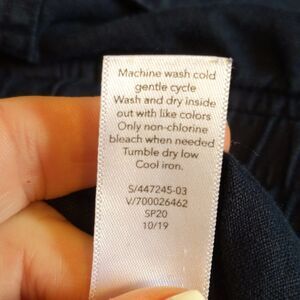 Machine wash cold
gentle cycle
Wash and dry inside
out with like colors
Only non-chlorine
bleach when needed
Tumble dry low
Cool iron.
S/447245-03
V/700026462
SP20
10/19